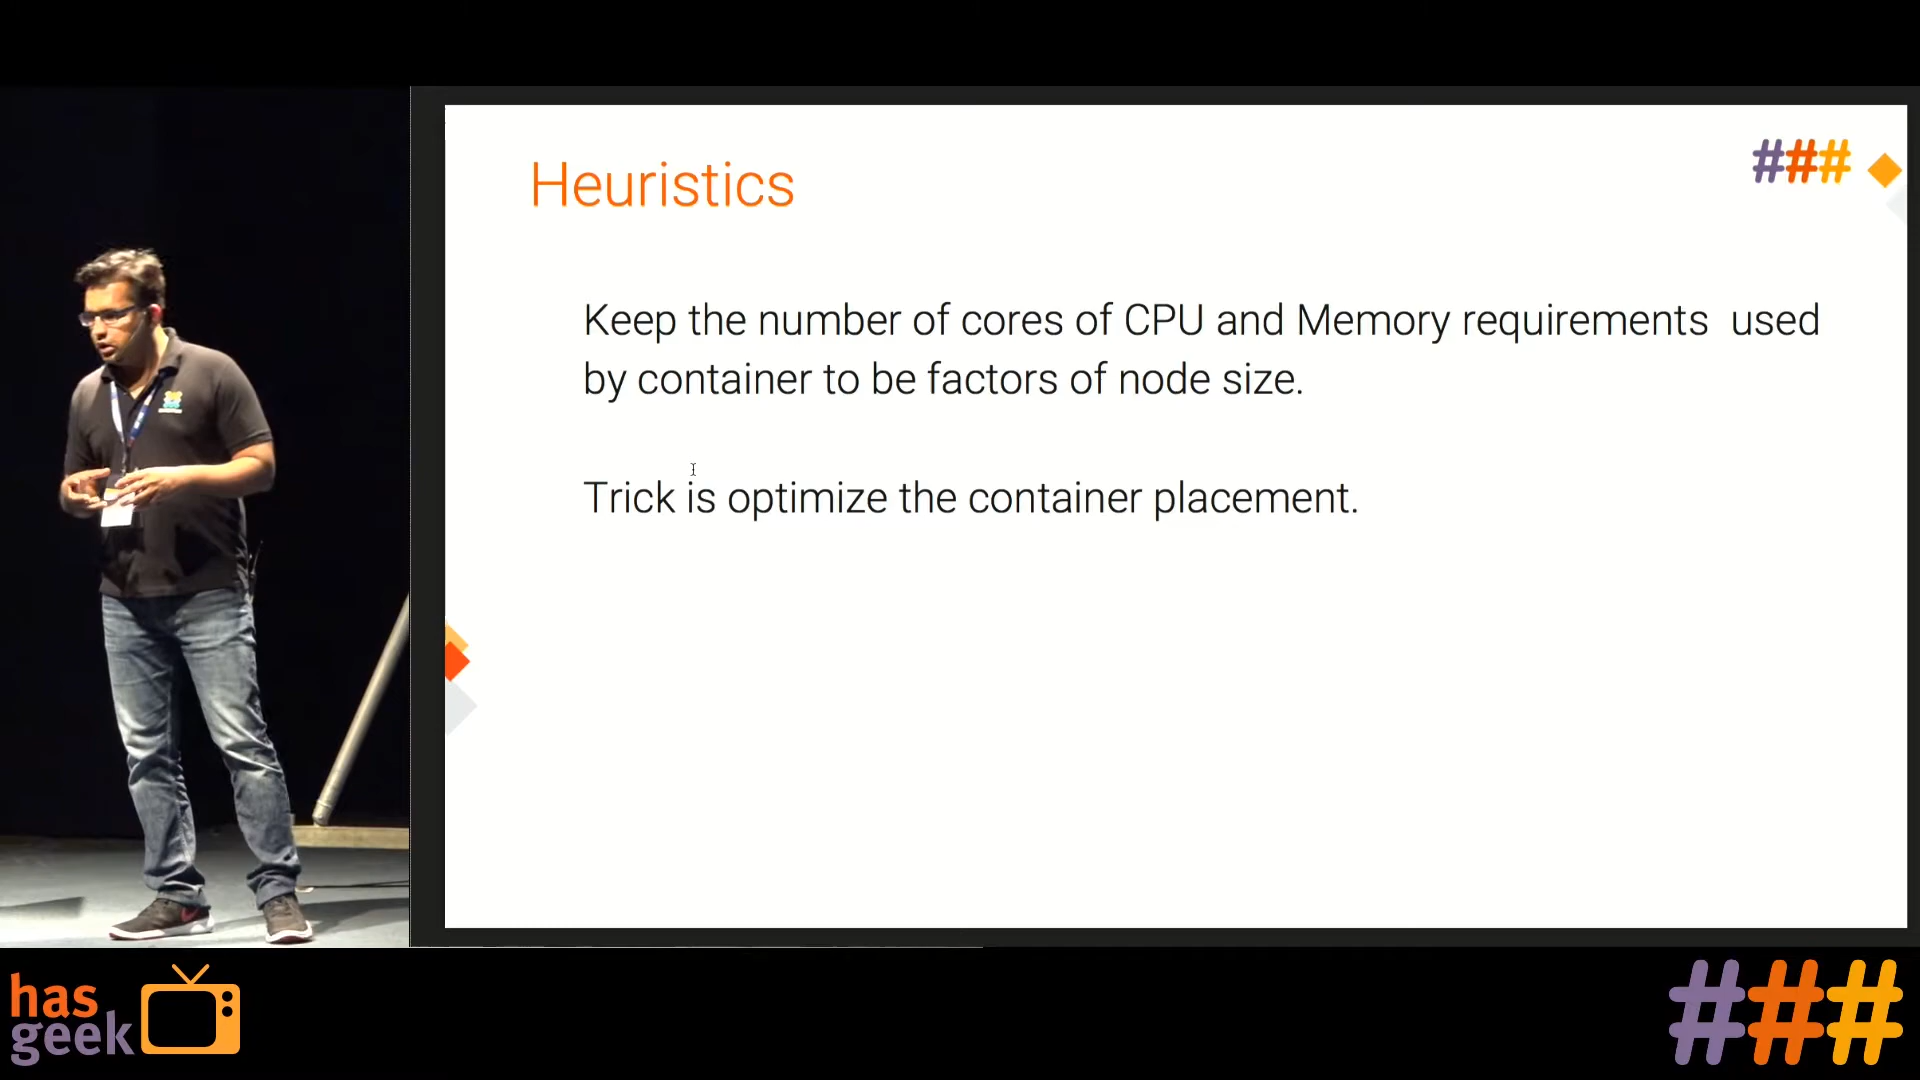 Heuristics
###
Keep the number of cores of CPU and Memory requirements used
by container to be factors of node size.
Trick is optimize the container placement.
has
geek
###